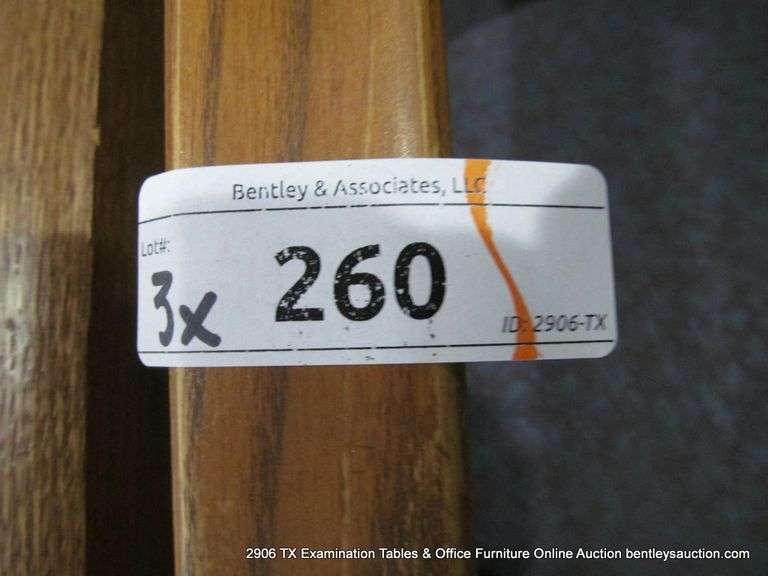 Bentley & Associates, LLC
Lot#:
260
3x
ID: 2906-TX
2906 TX Examination Tables & Office Furniture Online Auction bentleysauction.com